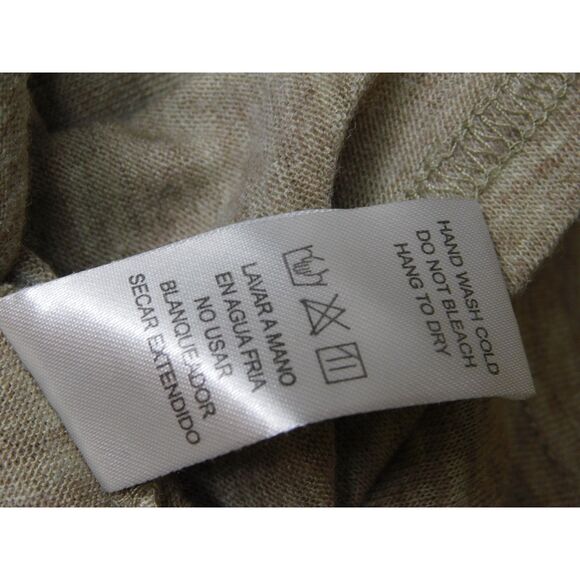 HAND WASH COLD
DO NOT BLEACH
HANG TO DRY
LAVAR A MANO
EN AGUA FRIA
NO USAR
BLANQUEADOR
SECAR EXTENDIDO